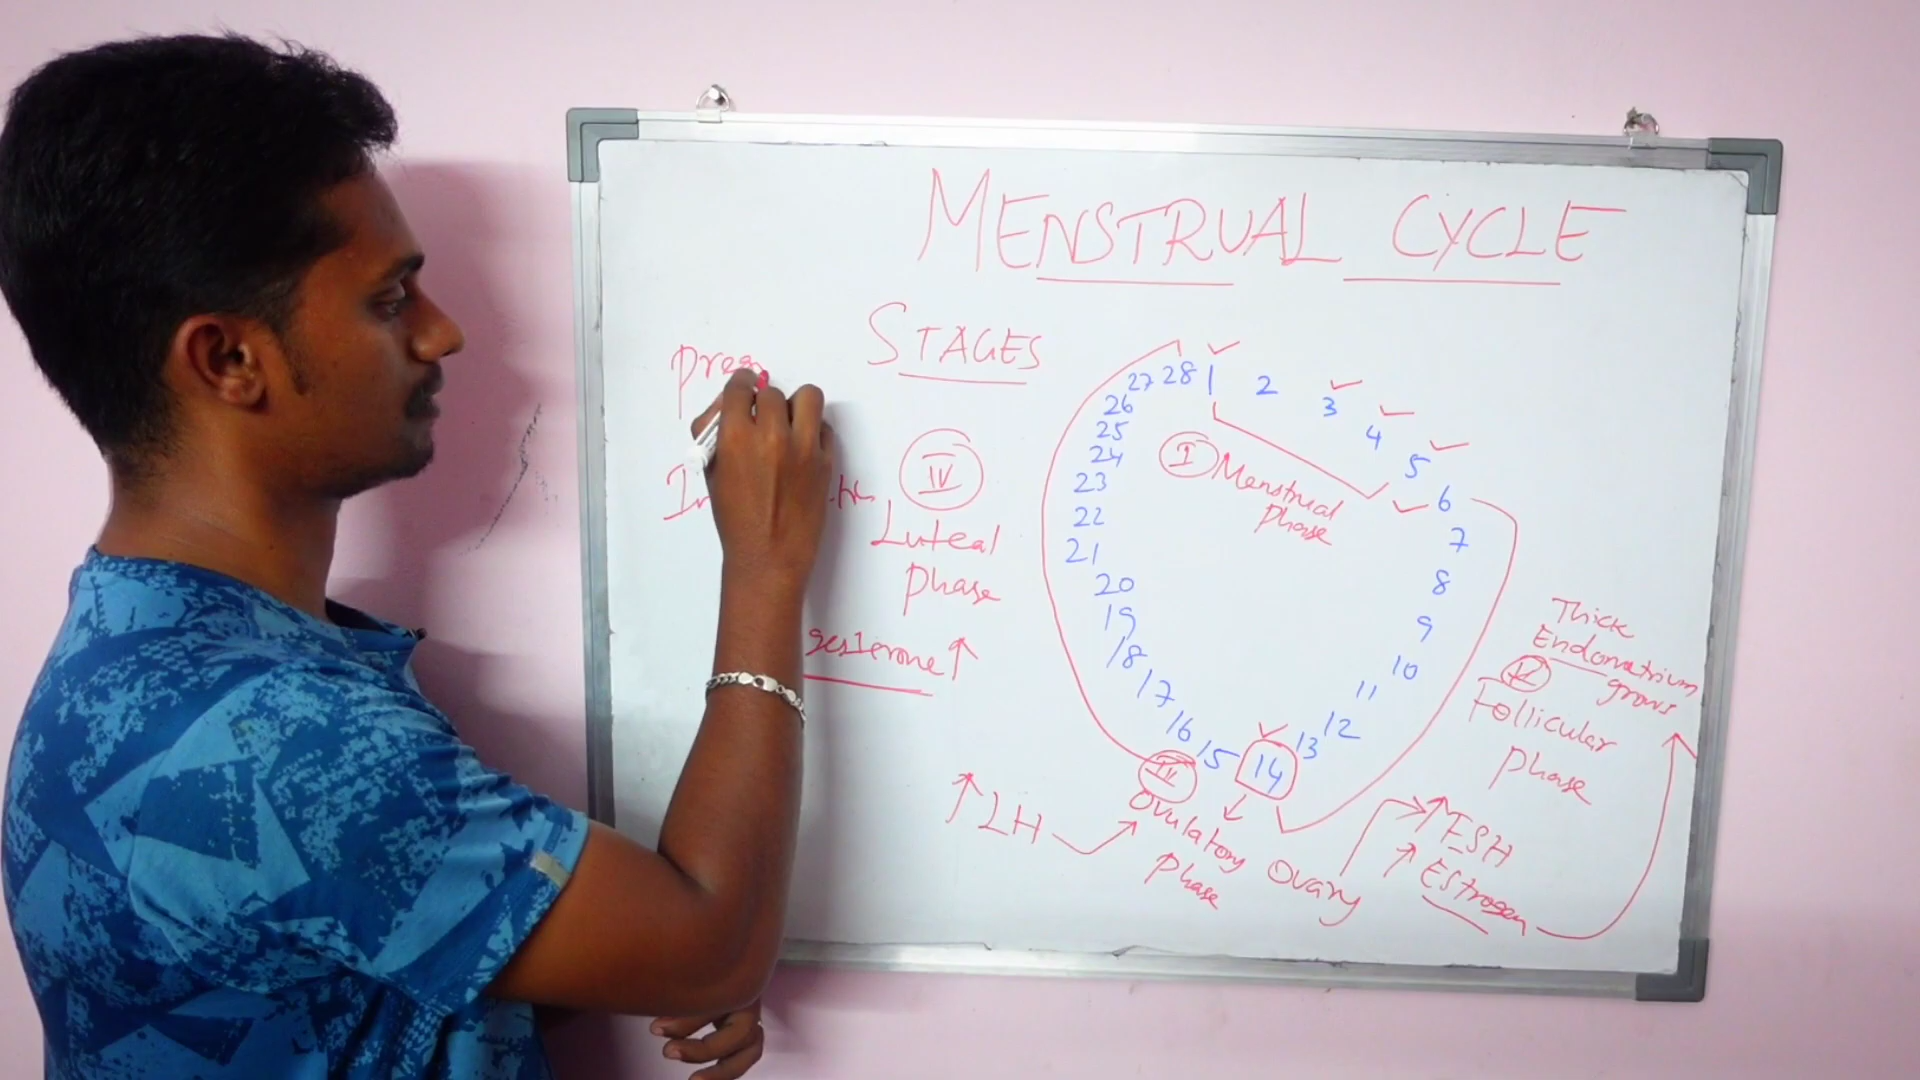 MENSTRUAL CYCLE
STAGES
28 1 2 3 4 5 6 7 8 9 10 11 12 13 14 15 16 17 18 19 20 21 22 23 24 25 26 27
I Menstrual
Phase
II
Follicular
Phase
Thick
Endometrium
grows
↑ FSH
↑ Estrogen
Ovary
Ovulatory
Phase
↑ LH
IV
Luteal
Phase
gesterone ↑
Preg